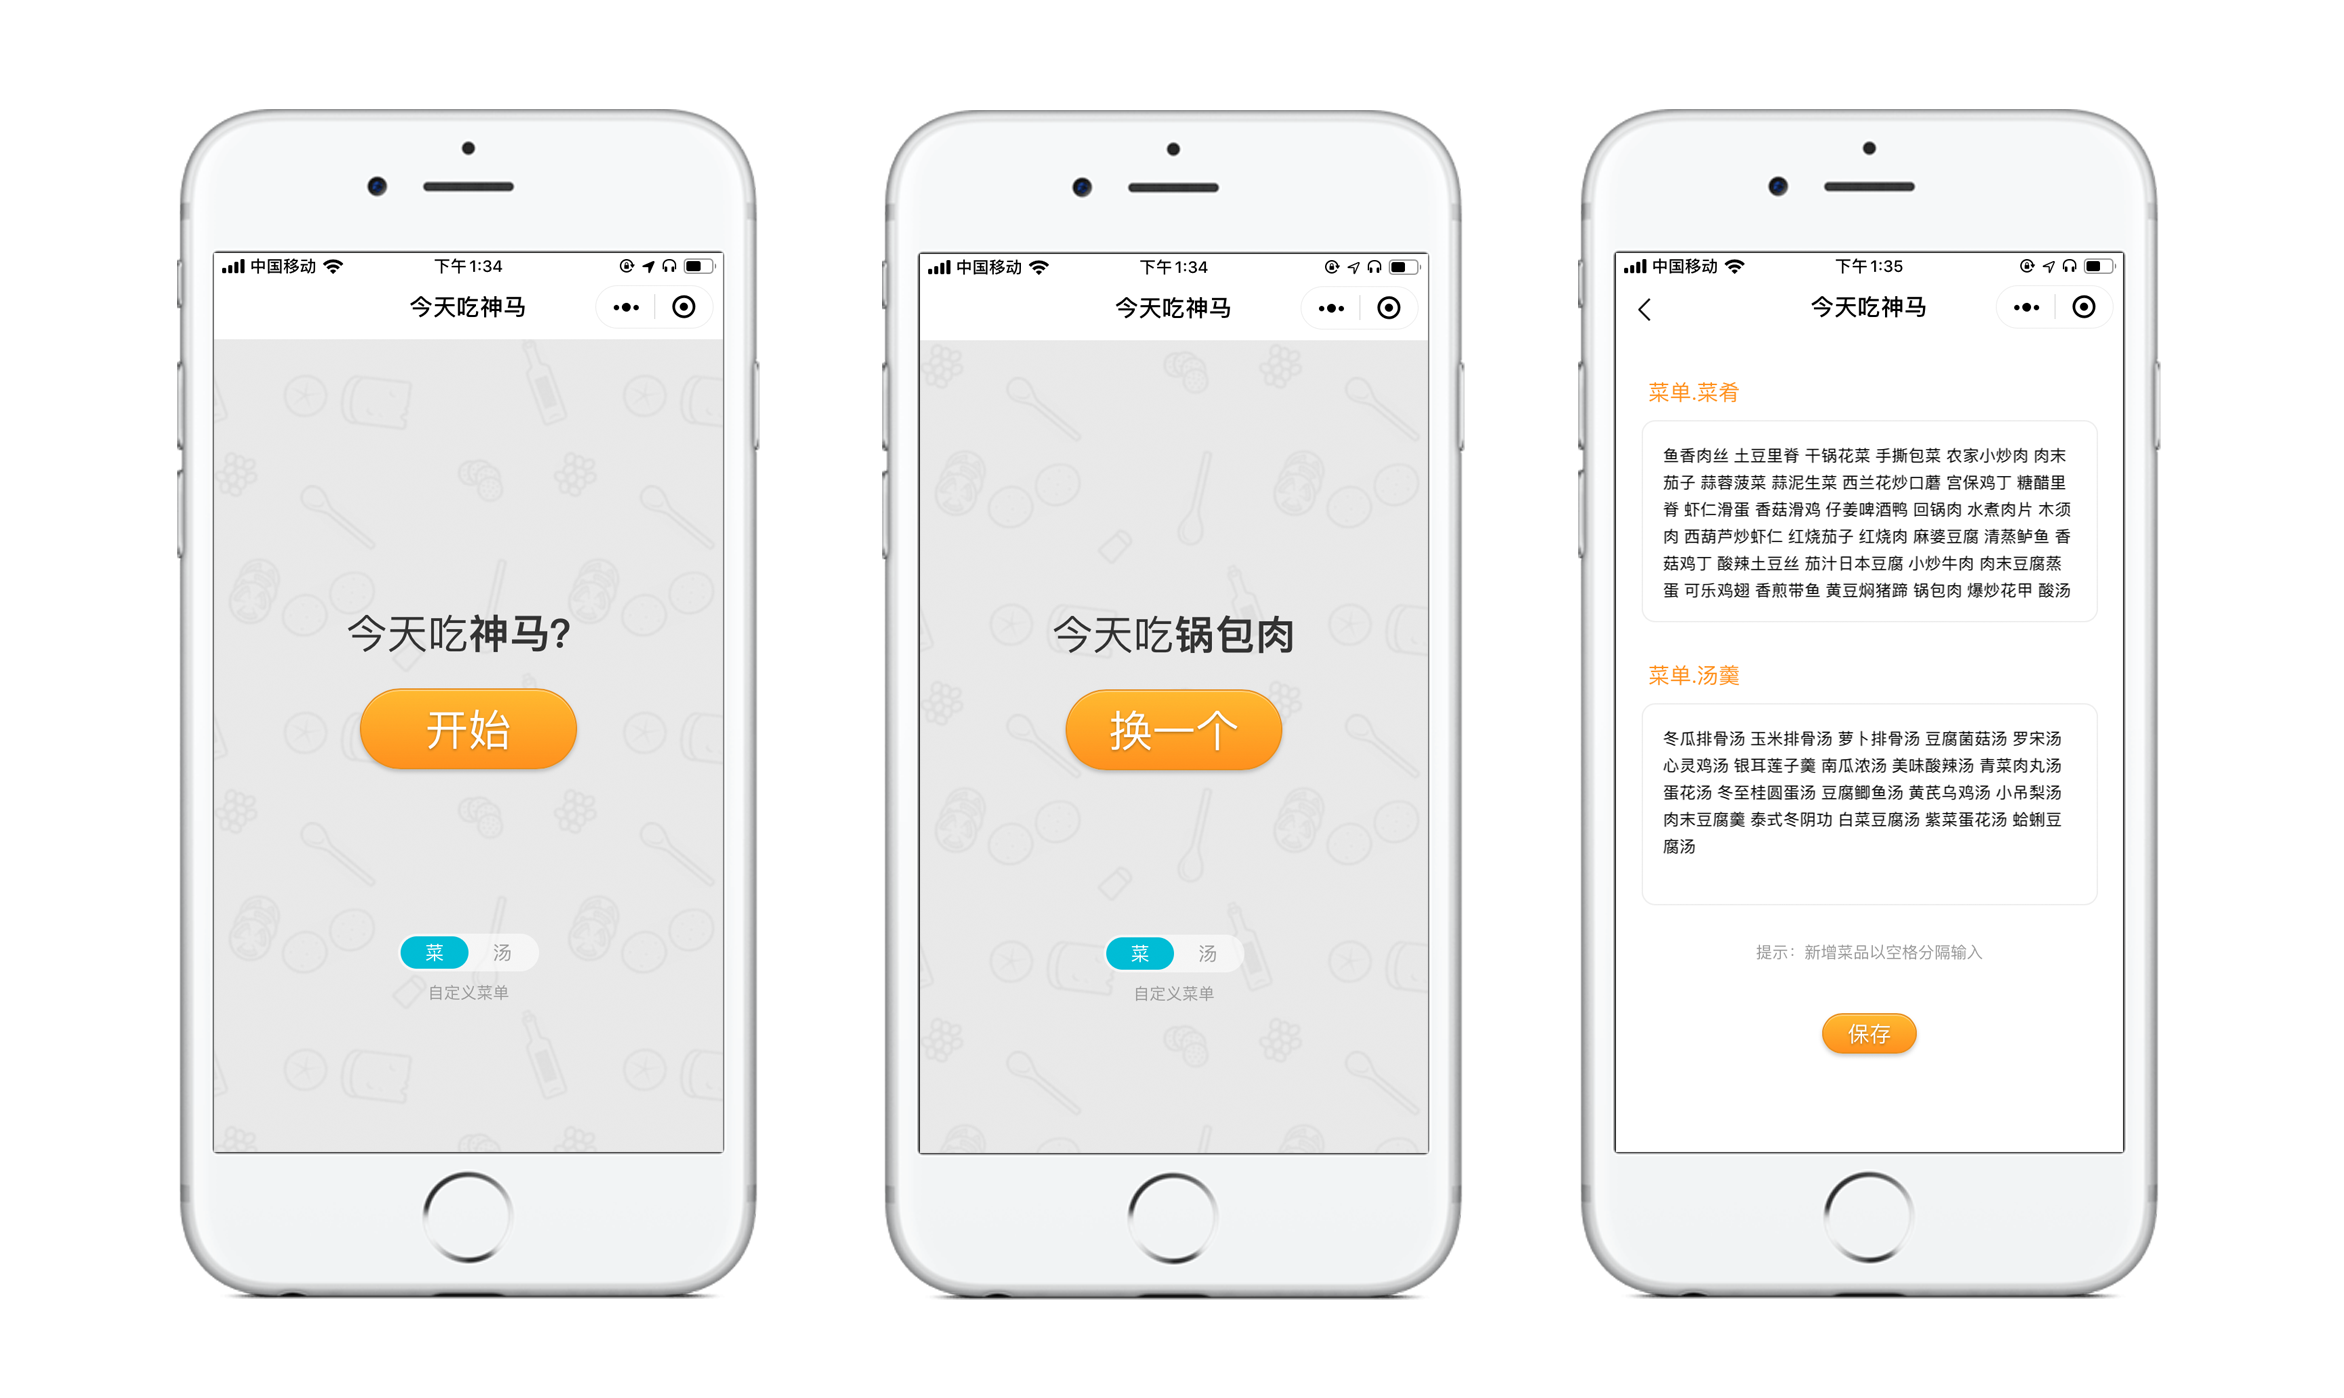 中国移动 下午1:34
今天吃神马
今天吃神马?
开始
菜 汤
自定义菜单
中国移动 下午1:34
今天吃神马
今天吃锅包肉
换一个
菜 汤
自定义菜单
中国移动 下午1:35
今天吃神马
菜单.菜肴
鱼香肉丝 土豆里脊 干锅花菜 手撕包菜 农家小炒肉 肉末
茄子 蒜蓉菠菜 蒜泥生菜 西兰花炒口蘑 宫保鸡丁 糖醋里
脊 虾仁滑蛋 香菇滑鸡 仔姜啤酒鸭 回锅肉 水煮肉片 木须
肉 西葫芦炒虾仁 红烧茄子 红烧肉 麻婆豆腐 清蒸鲈鱼 香
菇鸡丁 酸辣土豆丝 茄汁日本豆腐 小炒牛肉 肉末豆腐蒸
蛋 可乐鸡翅 香煎带鱼 黄豆焖猪蹄 锅包肉 爆炒花甲 酸汤
菜单.汤羹
冬瓜排骨汤 玉米排骨汤 萝卜排骨汤 豆腐菌菇汤 罗宋汤
心灵鸡汤 银耳莲子羹 南瓜浓汤 美味酸辣汤 青菜肉丸汤
蛋花汤 冬至桂圆蛋汤 豆腐鲫鱼汤 黄芪乌鸡汤 小吊梨汤
肉末豆腐羹 泰式冬阴功 白菜豆腐汤 紫菜蛋花汤 蛤蜊豆
腐汤
提示：新增菜品以空格分隔输入
保存